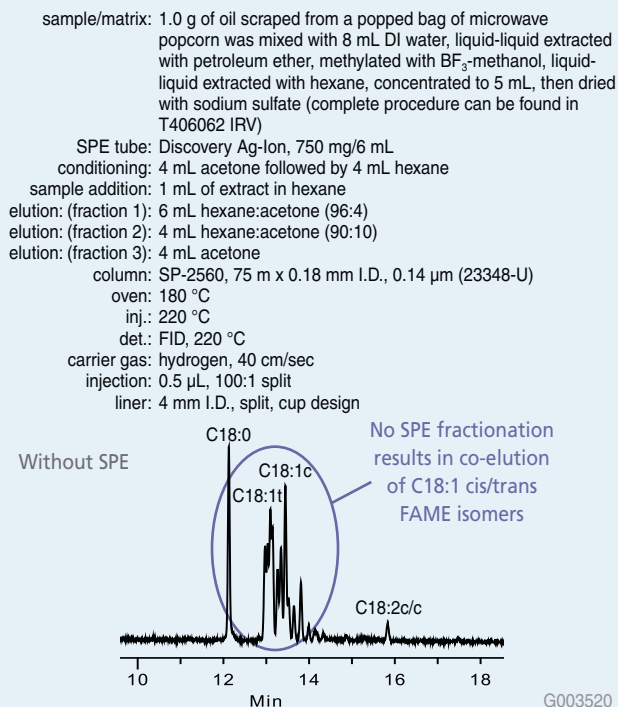 sample/matrix: 1.0 g of oil scraped from a popped bag of microwave
popcorn was mixed with 8 mL DI water, liquid-liquid extracted
with petroleum ether, methylated with BF3-methanol, liquid-
liquid extracted with hexane, concentrated to 5 mL, then dried
with sodium sulfate (complete procedure can be found in
T406062 IRV)
SPE tube: Discovery Ag-Ion, 750 mg/6 mL
conditioning: 4 mL acetone followed by 4 mL hexane
sample addition: 1 mL of extract in hexane
elution: (fraction 1): 6 mL hexane:acetone (96:4)
elution: (fraction 2): 4 mL hexane:acetone (90:10)
elution: (fraction 3): 4 mL acetone
column: SP-2560, 75 m x 0.18 mm I.D., 0.14 µm (23348-U)
oven: 180 °C
inj.: 220 °C
det.: FID, 220 °C
carrier gas: hydrogen, 40 cm/sec
injection: 0.5 µL, 100:1 split
liner: 4 mm I.D., split, cup design
Without SPE
C18:0
C18:1t
C18:1c
No SPE fractionation
results in co-elution
of C18:1 cis/trans
FAME isomers
C18:2c/c
10 12 14 16 18
Min
G003520